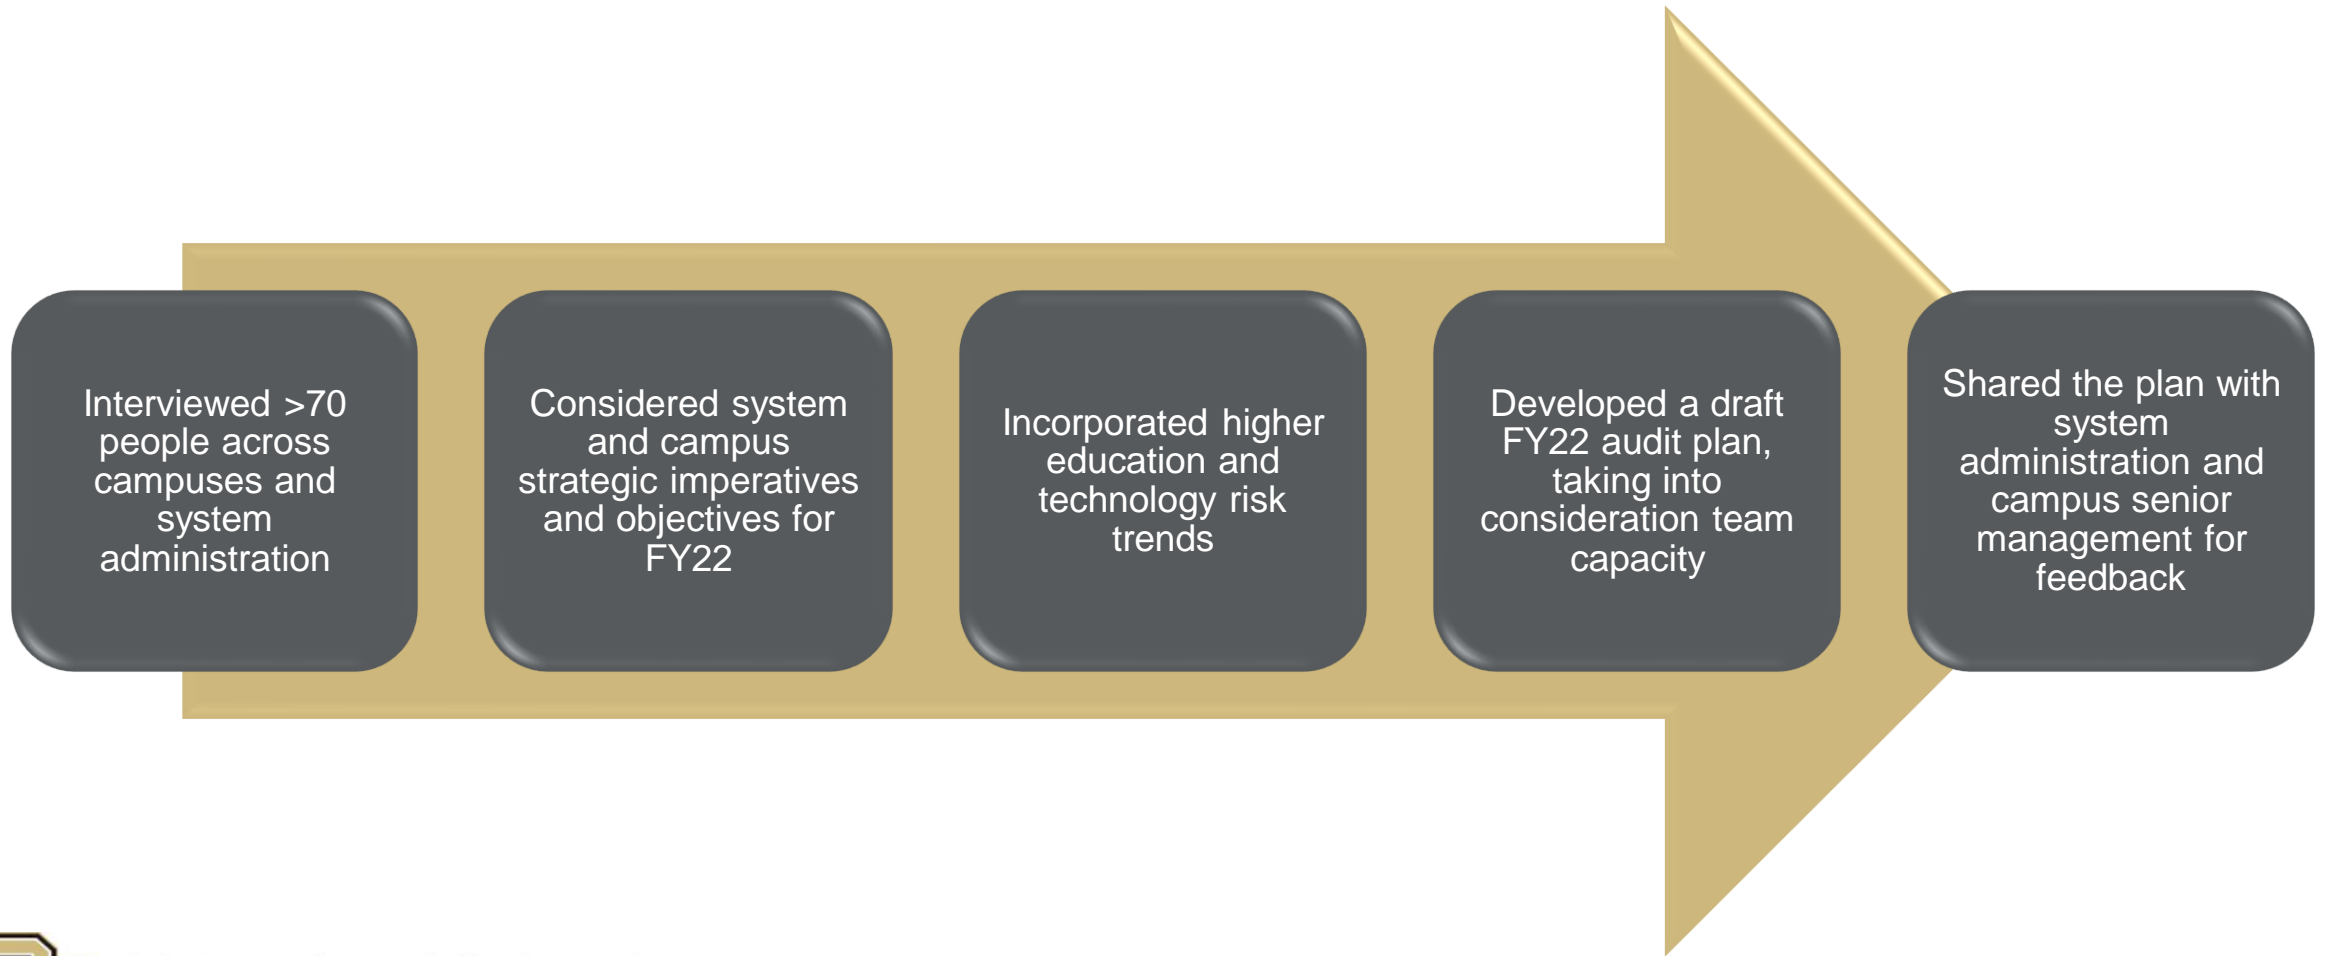 Interviewed >70
people across
campuses and
system
administration
Considered system
and campus
strategic imperatives
and objectives for
FY22
Incorporated higher
education and
technology risk
trends
Developed a draft
FY22 audit plan,
taking into
consideration team
capacity
Shared the plan with
system
administration and
campus senior
management for
feedback